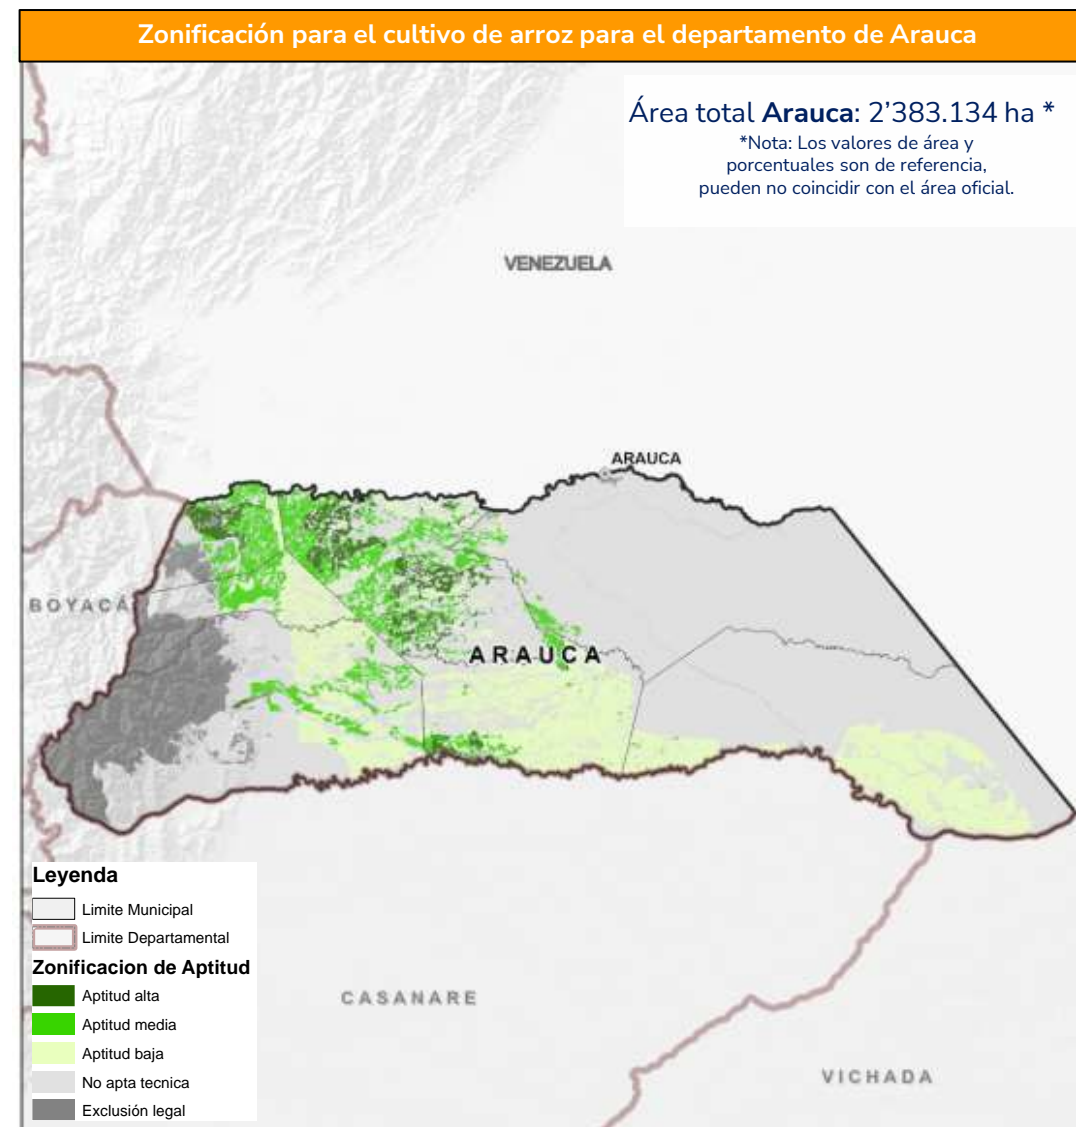 Zonificación para el cultivo de arroz para el departamento de Arauca
Área total Arauca: 2’383.134 ha *
*Nota: Los valores de área y
porcentuales son de referencia,
pueden no coincidir con el área oficial.
VENEZUELA
ARAUCA
BOYACÁ
ARAUCA
CASANARE
VICHADA
Leyenda
Limite Municipal
Limite Departamental
Zonificacion de Aptitud
Aptitud alta
Aptitud media
Aptitud baja
No apta tecnica
Exclusión legal